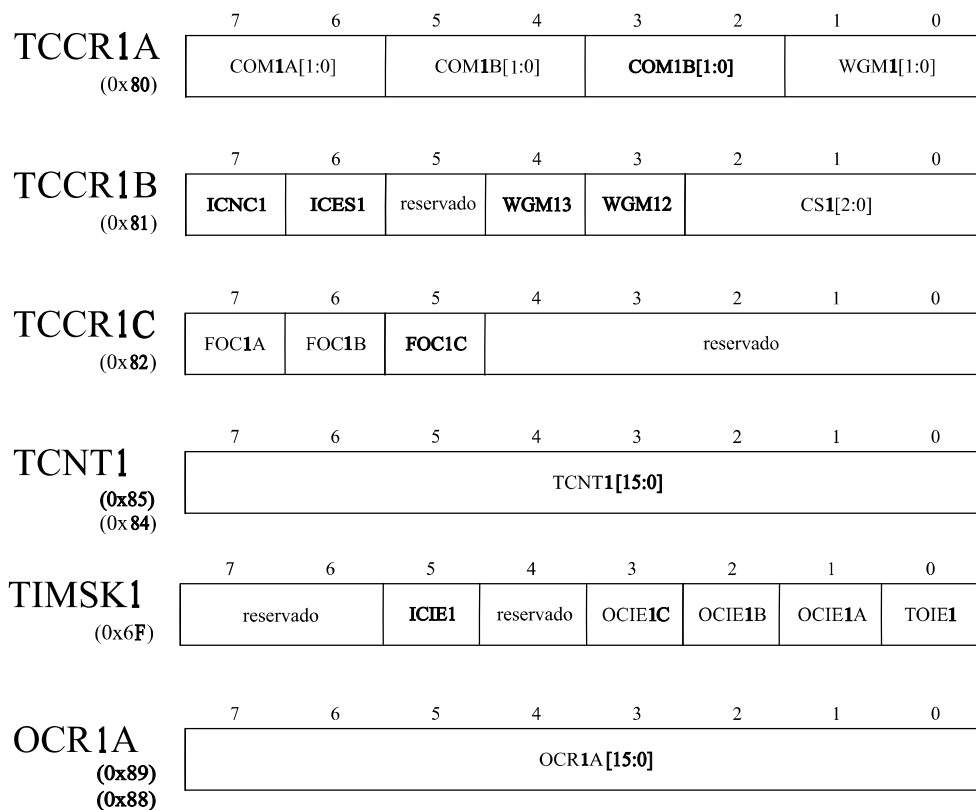 TCCR1A
(0x80)
7 6 5 4 3 2 1 0
COM1A[1:0] COM1B[1:0] COM1B[1:0] WGM1[1:0]
TCCR1B
(0x81)
7 6 5 4 3 2 1 0
ICNC1 ICES1 reservado WGM13 WGM12 CS1[2:0]
TCCR1C
(0x82)
7 6 5 4 3 2 1 0
FOC1A FOC1B FOC1C reservado
TCNT1
(0x85)
(0x84)
7 6 5 4 3 2 1 0
TCNT1[15:0]
TIMSK1
(0x6F)
7 6 5 4 3 2 1 0
reservado ICIE1 reservado OCIE1C OCIE1B OCIE1A TOIE1
OCR1A
(0x89)
(0x88)
7 6 5 4 3 2 1 0
OCR1A[15:0]